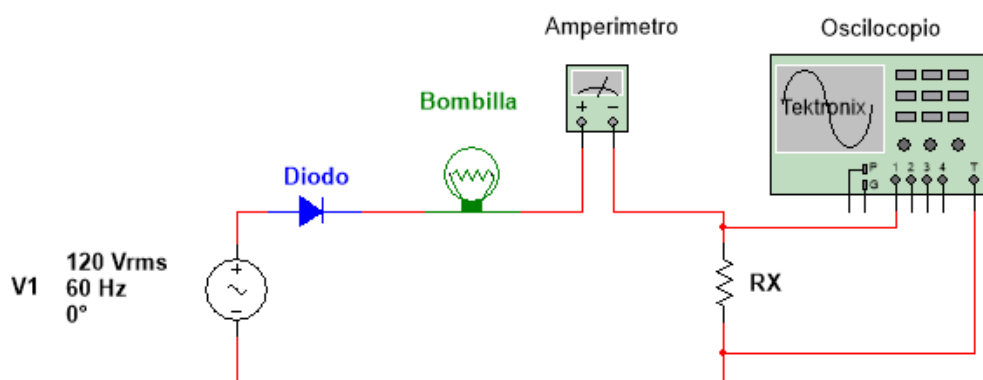 Amperimetro
Oscilocopio
Bombilla
Tektronix
+ −
P
G
1 2 3 4 T
Diodo
V1
120 Vrms
60 Hz
0°
+
−
RX